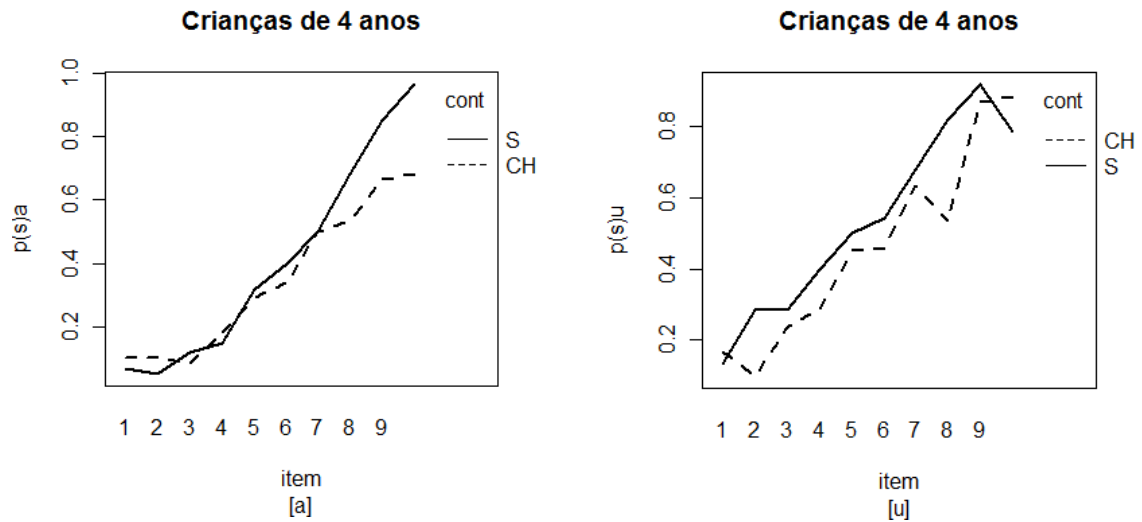 Crianças de 4 anos
p(s)a
1.0
0.8
0.6
0.4
0.2
cont
S
CH
1 2 3 4 5 6 7 8 9
item
[a]
Crianças de 4 anos
p(s)u
0.8
0.6
0.4
0.2
cont
CH
S
1 2 3 4 5 6 7 8 9
item
[u]